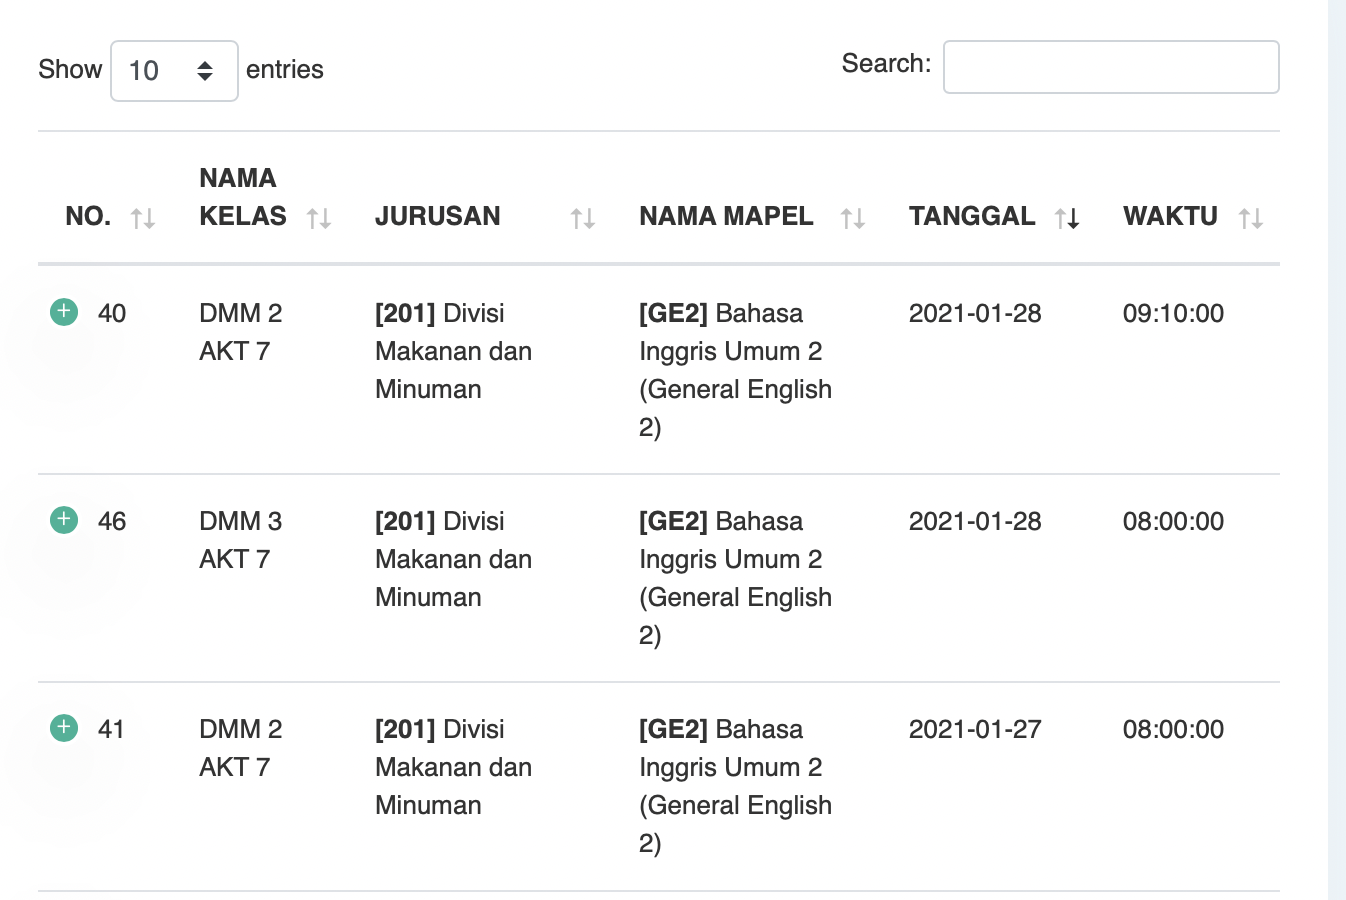 Show 10 entries
Search:
NO.
NAMA
KELAS
JURUSAN
NAMA MAPEL
TANGGAL
WAKTU
40
DMM 2
AKT 7
[201] Divisi
Makanan dan
Minuman
[GE2] Bahasa
Inggris Umum 2
(General English
2)
2021-01-28
09:10:00
46
DMM 3
AKT 7
[201] Divisi
Makanan dan
Minuman
[GE2] Bahasa
Inggris Umum 2
(General English
2)
2021-01-28
08:00:00
41
DMM 2
AKT 7
[201] Divisi
Makanan dan
Minuman
[GE2] Bahasa
Inggris Umum 2
(General English
2)
2021-01-27
08:00:00